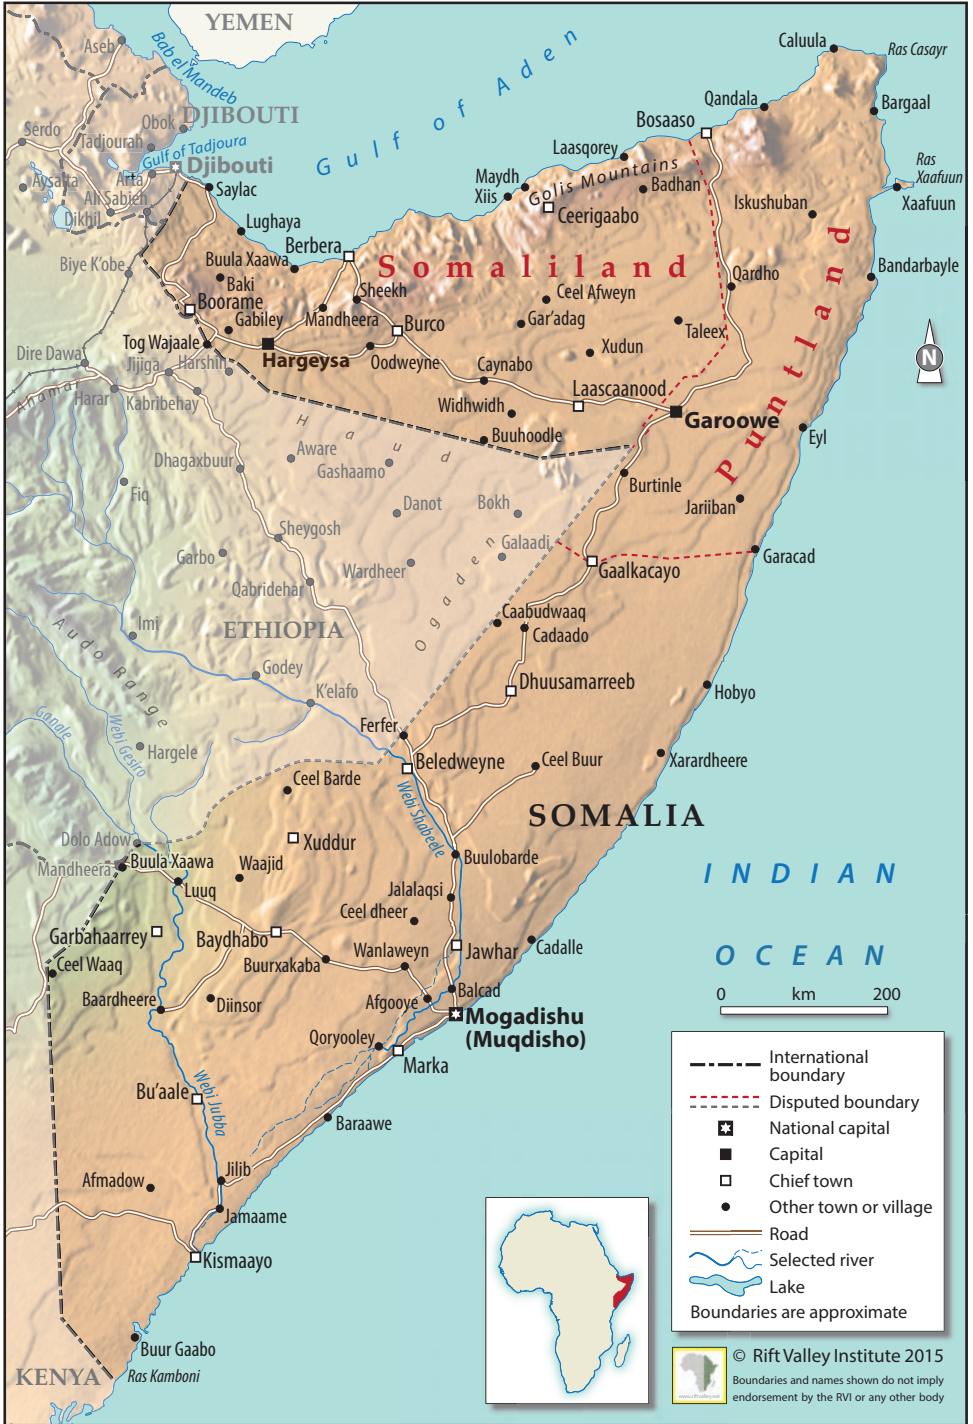 YEMEN
Aseb
Bab el Mandeb
Gulf of Aden
Caluula
Ras Casayr
Qandala
Bargaal
DJIBOUTI
Obok
Serdo
Tadjourah
Gulf of Tadjoura
Bosaaso
Laasqorey
Djibouti
Arta
Aysaita
Ali Sabieh
Dikhil
Saylac
Maydh
Xiis
Golis Mountains
Badhan
Ras
Xaafuun
Xaafuun
Iskushuban
Ceerigaabo
Lughaya
Berbera
Biye K'obe
Buula Xaawa
Baki
Somaliland
Puntland
Qardho
Bandarbayle
Boorame
Sheekh
Ceel Afweyn
Gabiley
Mandheera
Burco
Gar'adag
Taleex
Tog Wajaale
N
Dire Dawa
Jijiga
Harshin
Hargeysa
Oodweyne
Xudun
Caynabo
Ahamar
Harar
Kabribehay
Laascaanood
Widhwidh
Garoowe
Haud
Buuhoodle
Eyl
Aware
Dhagaxbuur
Gashaamo
Burtinle
Fiq
Danot
Bokh
Jariiban
Sheygosh
Galaadi
Garacad
Garbo
Wardheer
Gaalkacayo
Qabridehar
Ogaden
Caabudwaaq
Cadaado
Imi
ETHIOPIA
Audo Range
Godey
Dhuusamarreeb
K'elafo
Hobyo
Ganale
Webi Gesiro
Ferfer
Hargele
Beledweyne
Ceel Buur
Xarardheere
Ceel Barde
Webi Shabeele
SOMALIA
Dolo Adow
Xuddur
Mandheera
Buula Xaawa
Waajid
Buulobarde
INDIAN
OCEAN
Luuq
Jalalaqsi
Ceel dheer
Garbahaarrey
Baydhabo
Wanlaweyn
Jawhar
Cadalle
Ceel Waaq
Buurxakaba
Baardheere
Diinsor
Afgooye
Balcad
0 km 200
Mogadishu
(Muqdisho)
Qoryooley
Marka
Bu'aale
Webi Jubba
Baraawe
Jilib
Afmadow
Jamaame
Kismaayo
Buur Gaabo
KENYA
Ras Kamboni
International
boundary
Disputed boundary
National capital
Capital
Chief town
Other town or village
Road
Selected river
Lake
Boundaries are approximate
© Rift Valley Institute 2015
Boundaries and names shown do not imply
endorsement by the RVI or any other body
www.riftvalley.net